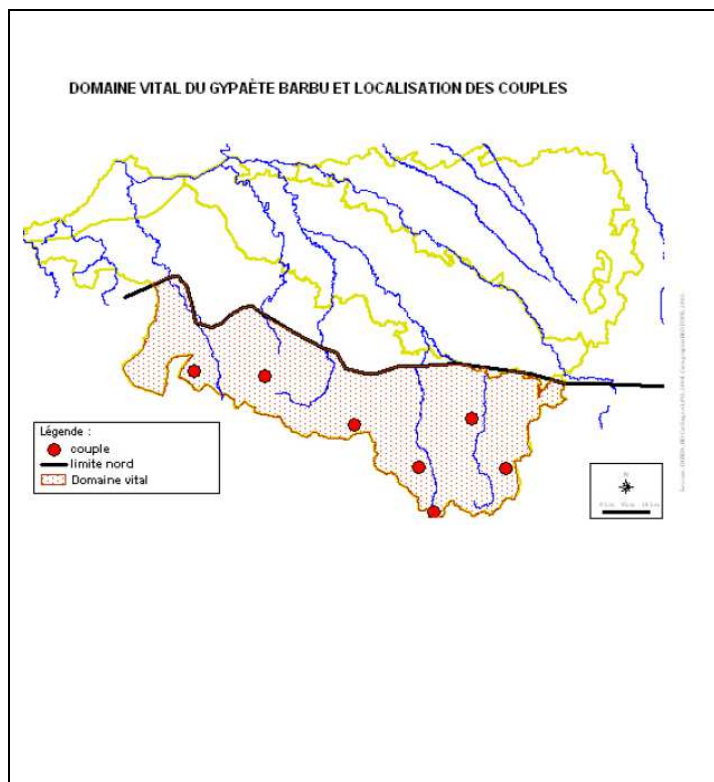 DOMAINE VITAL DU GYPAÈTE BARBU ET LOCALISATION DES COUPLES
Légende :
couple
limite nord
Domaine vital
N